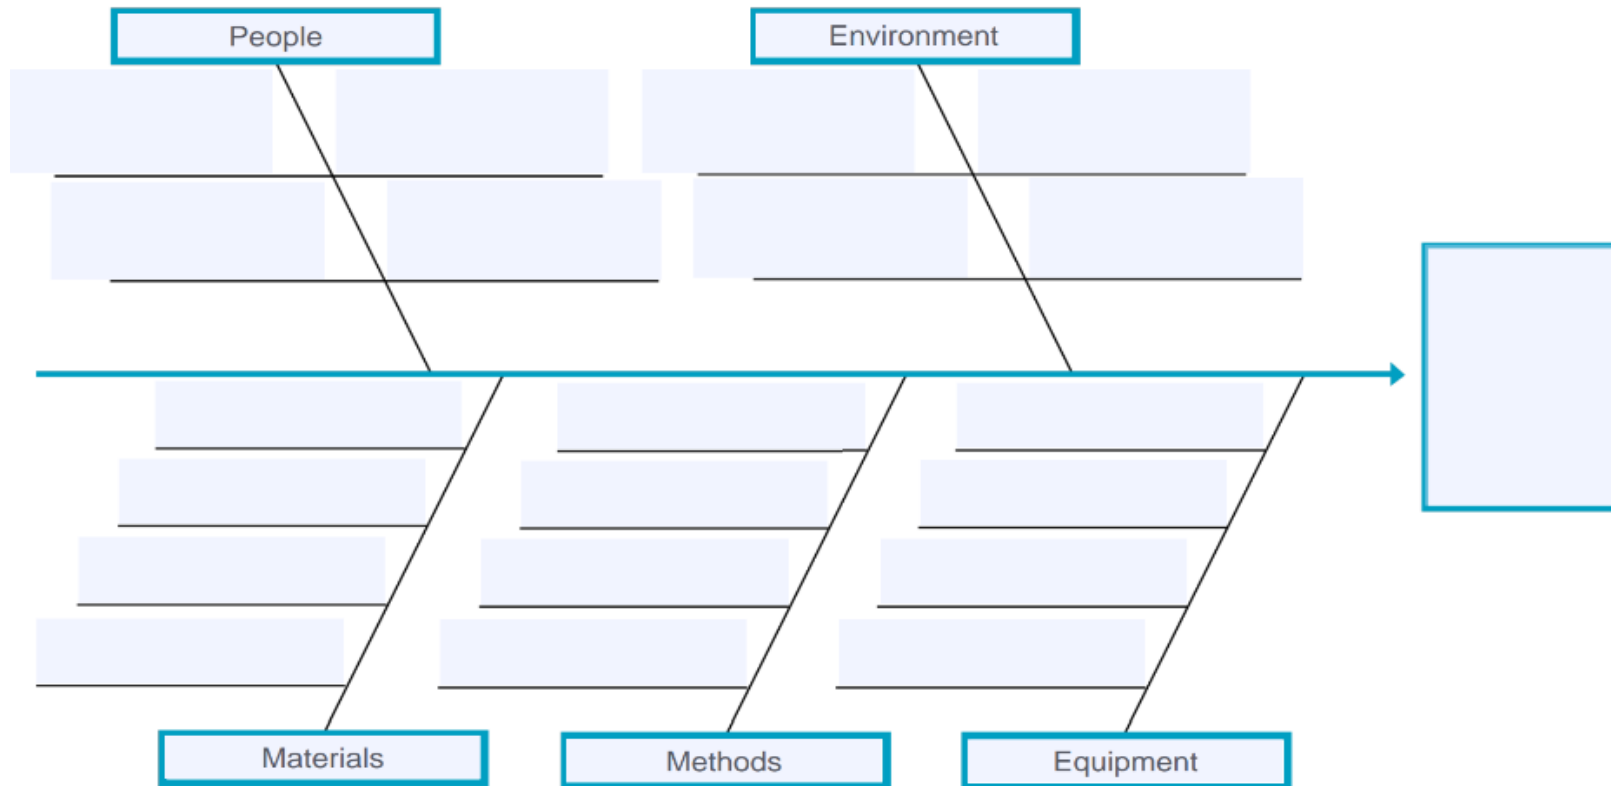 People
Environment
Materials
Methods
Equipment